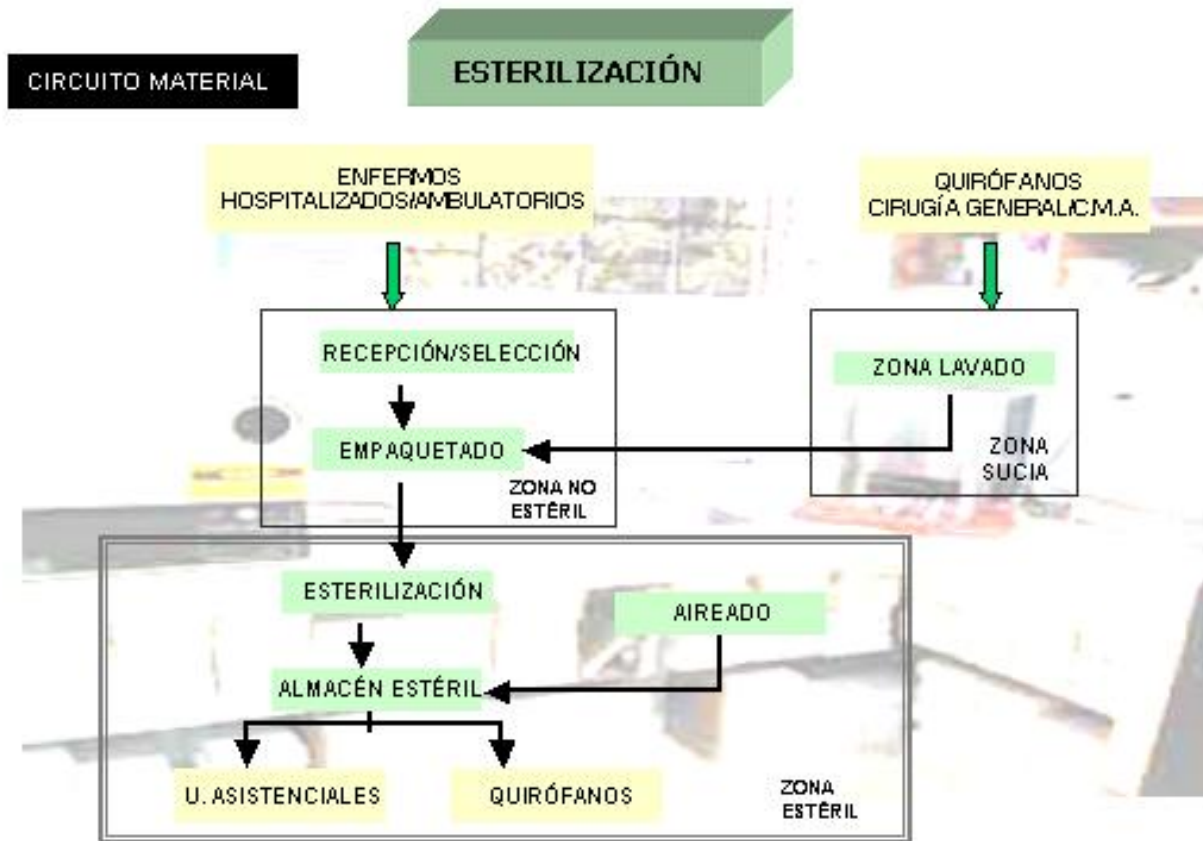 CIRCUITO MATERIAL
ESTERILIZACIÓN
ENFERMOS
HOSPITALIZADOS/AMBULATORIOS
QUIRÓFANOS
CIRUGÍA GENERAL/C.M.A.
RECEPCIÓN/SELECCIÓN
ZONA LAVADO
EMPAQUETADO
ZONA
SUCIA
ZONA NO
ESTÉRIL
ESTERILIZACIÓN
AIREADO
ALMACÉN ESTÉRIL
U. ASISTENCIALES
QUIRÓFANOS
ZONA
ESTÉRIL